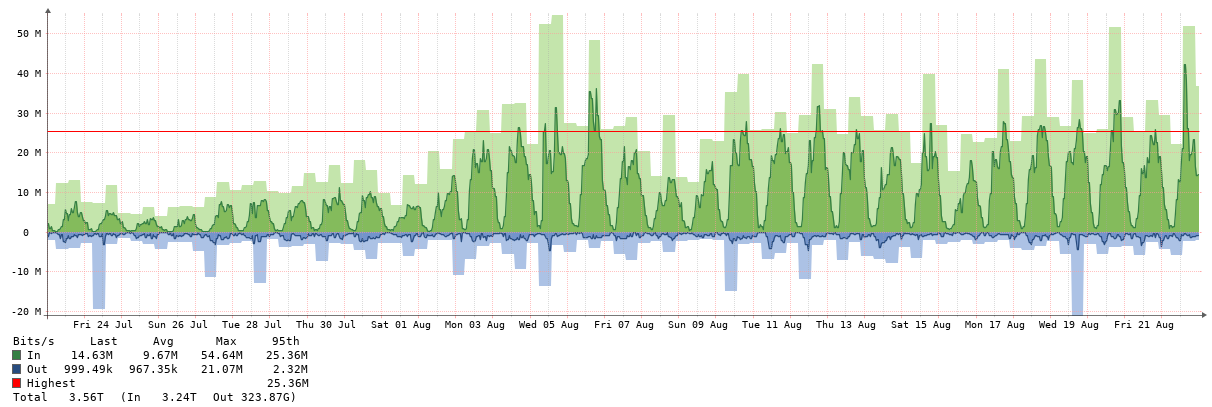 50 M
40 M
30 M
20 M
10 M
0
-10 M
-20 M
Fri 24 Jul Sun 26 Jul Tue 28 Jul Thu 30 Jul Sat 01 Aug Mon 03 Aug Wed 05 Aug Fri 07 Aug Sun 09 Aug Tue 11 Aug Thu 13 Aug Sat 15 Aug Mon 17 Aug Wed 19 Aug Fri 21 Aug
Bits/s Last Avg Max 95th
In 14.63M 9.67M 54.64M 25.36M
Out 999.49k 967.35k 21.07M 2.32M
Highest 25.36M
Total 3.56T (In 3.24T Out 323.87G)